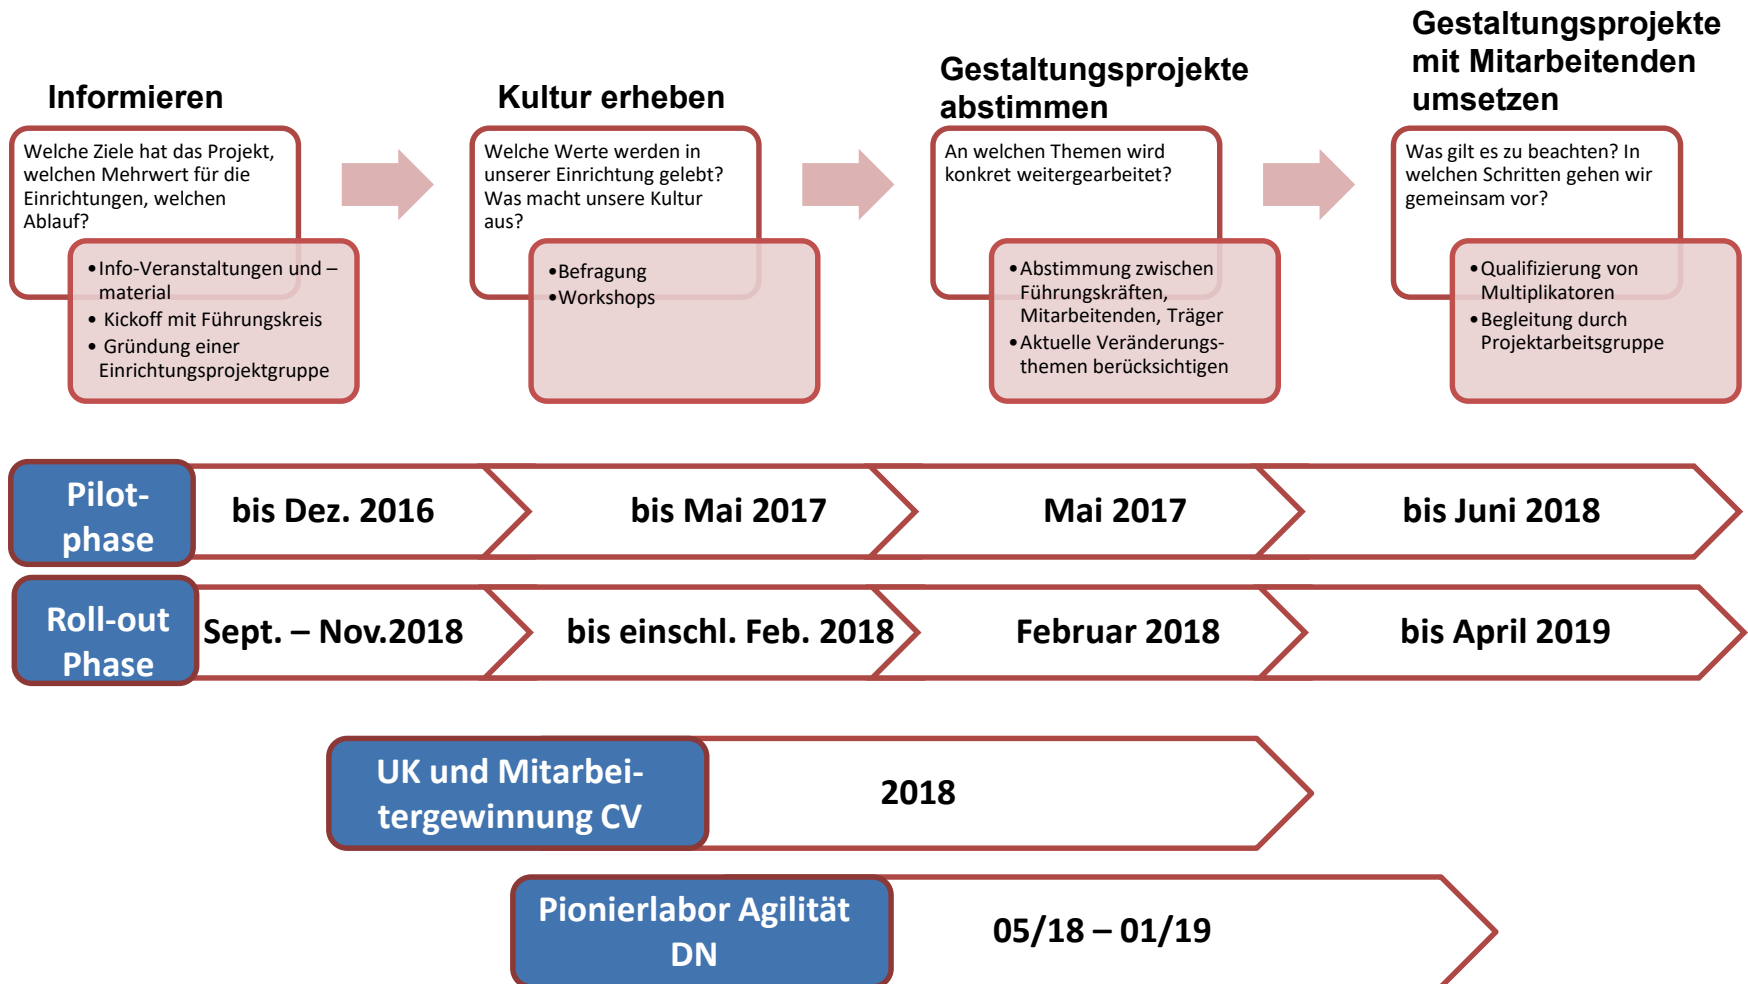 Informieren
Welche Ziele hat das Projekt,
welchen Mehrwert für die
Einrichtungen, welchen
Ablauf?
•Info-Veranstaltungen und –
material
• Kickoff mit Führungskreis
• Gründung einer
Einrichtungsprojektgruppe
Kultur erheben
Welche Werte werden in
unserer Einrichtung gelebt?
Was macht unsere Kultur
aus?
•Befragung
•Workshops
Gestaltungsprojekte
abstimmen
An welchen Themen wird
konkret weitergearbeitet?
•Abstimmung zwischen
Führungskräften,
Mitarbeitenden, Träger
•Aktuelle Veränderungs-
themen berücksichtigen
Gestaltungsprojekte
mit Mitarbeitenden
umsetzen
Was gilt es zu beachten? In
welchen Schritten gehen wir
gemeinsam vor?
•Qualifizierung von
Multiplikatoren
•Begleitung durch
Projektarbeitsgruppe
Pilot-
phase
bis Dez. 2016
bis Mai 2017
Mai 2017
bis Juni 2018
Roll-out
Phase
Sept. – Nov.2018
bis einschl. Feb. 2018
Februar 2018
bis April 2019
UK und Mitarbei-
tergewinnung CV
2018
Pionierlabor Agilität
DN
05/18 – 01/19